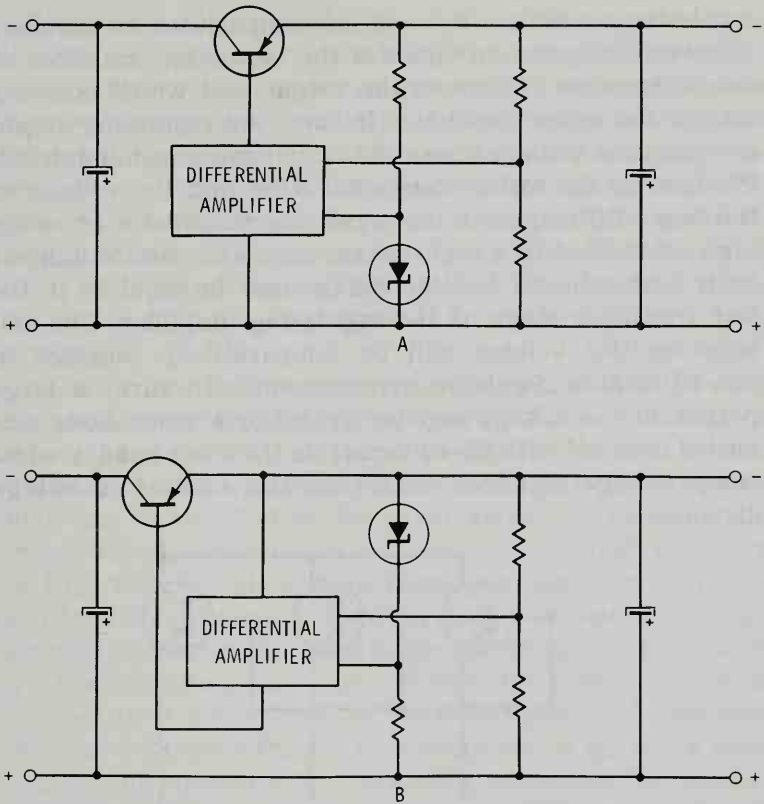 − −
DIFFERENTIAL
AMPLIFIER
+ +
A
− −
DIFFERENTIAL
AMPLIFIER
+ +
B